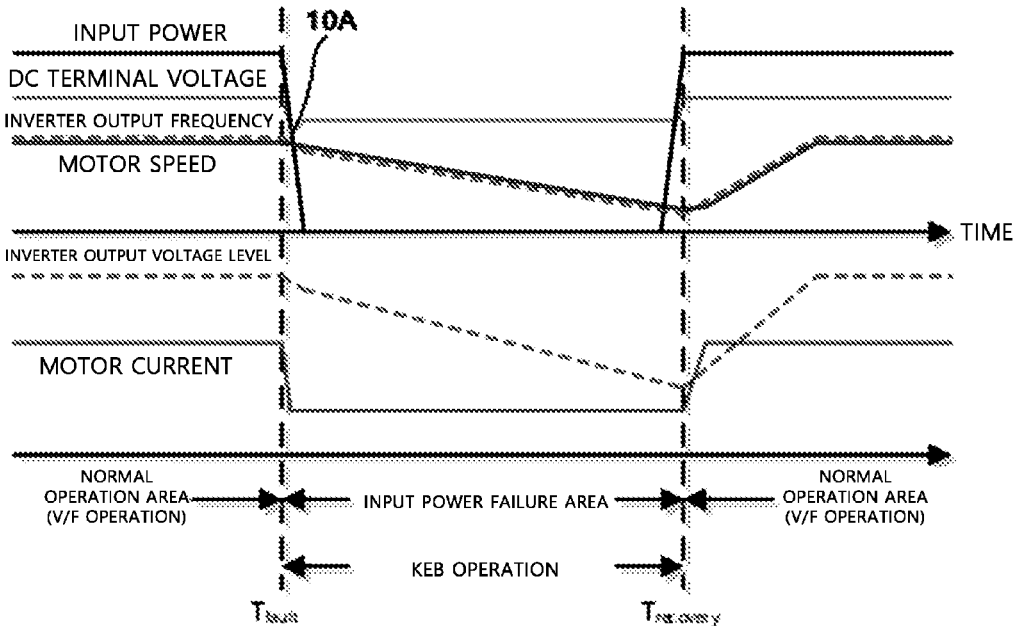 10A
INPUT POWER
DC TERMINAL VOLTAGE
INVERTER OUTPUT FREQUENCY
MOTOR SPEED
TIME
INVERTER OUTPUT VOLTAGE LEVEL
MOTOR CURRENT
NORMAL
OPERATION AREA
(V/F OPERATION)
INPUT POWER FAILURE AREA
NORMAL
OPERATION AREA
(V/F OPERATION)
KEB OPERATION
T
T